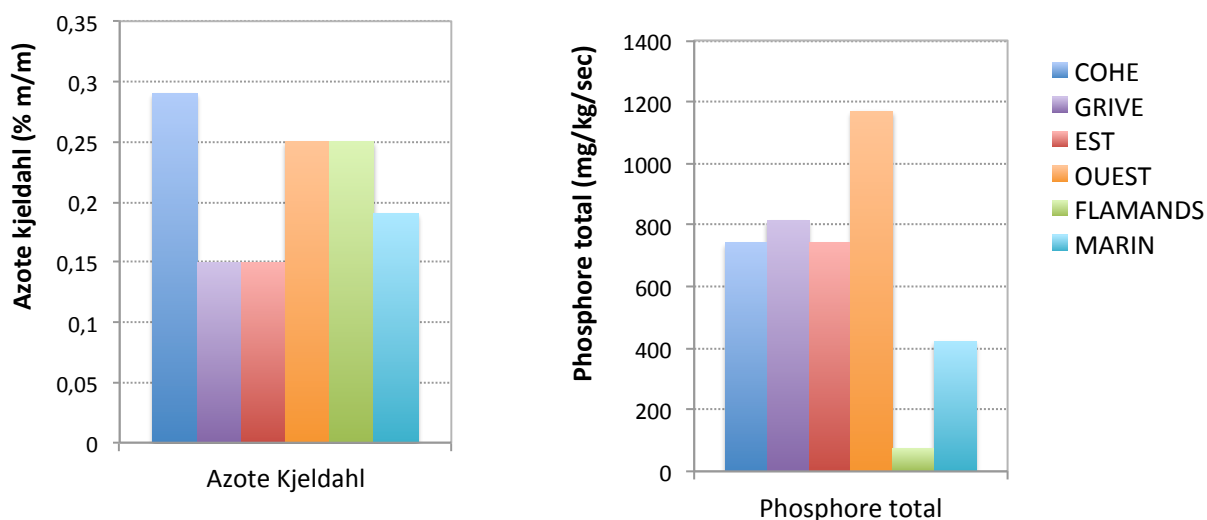 Azote kjeldahl (% m/m)
0,35
0,3
0,25
0,2
0,15
0,1
0,05
0
Azote Kjeldahl
Phosphore total (mg/kg/sec)
1400
1200
1000
800
600
400
200
0
Phosphore total
COHE
GRIVE
EST
OUEST
FLAMANDS
MARIN